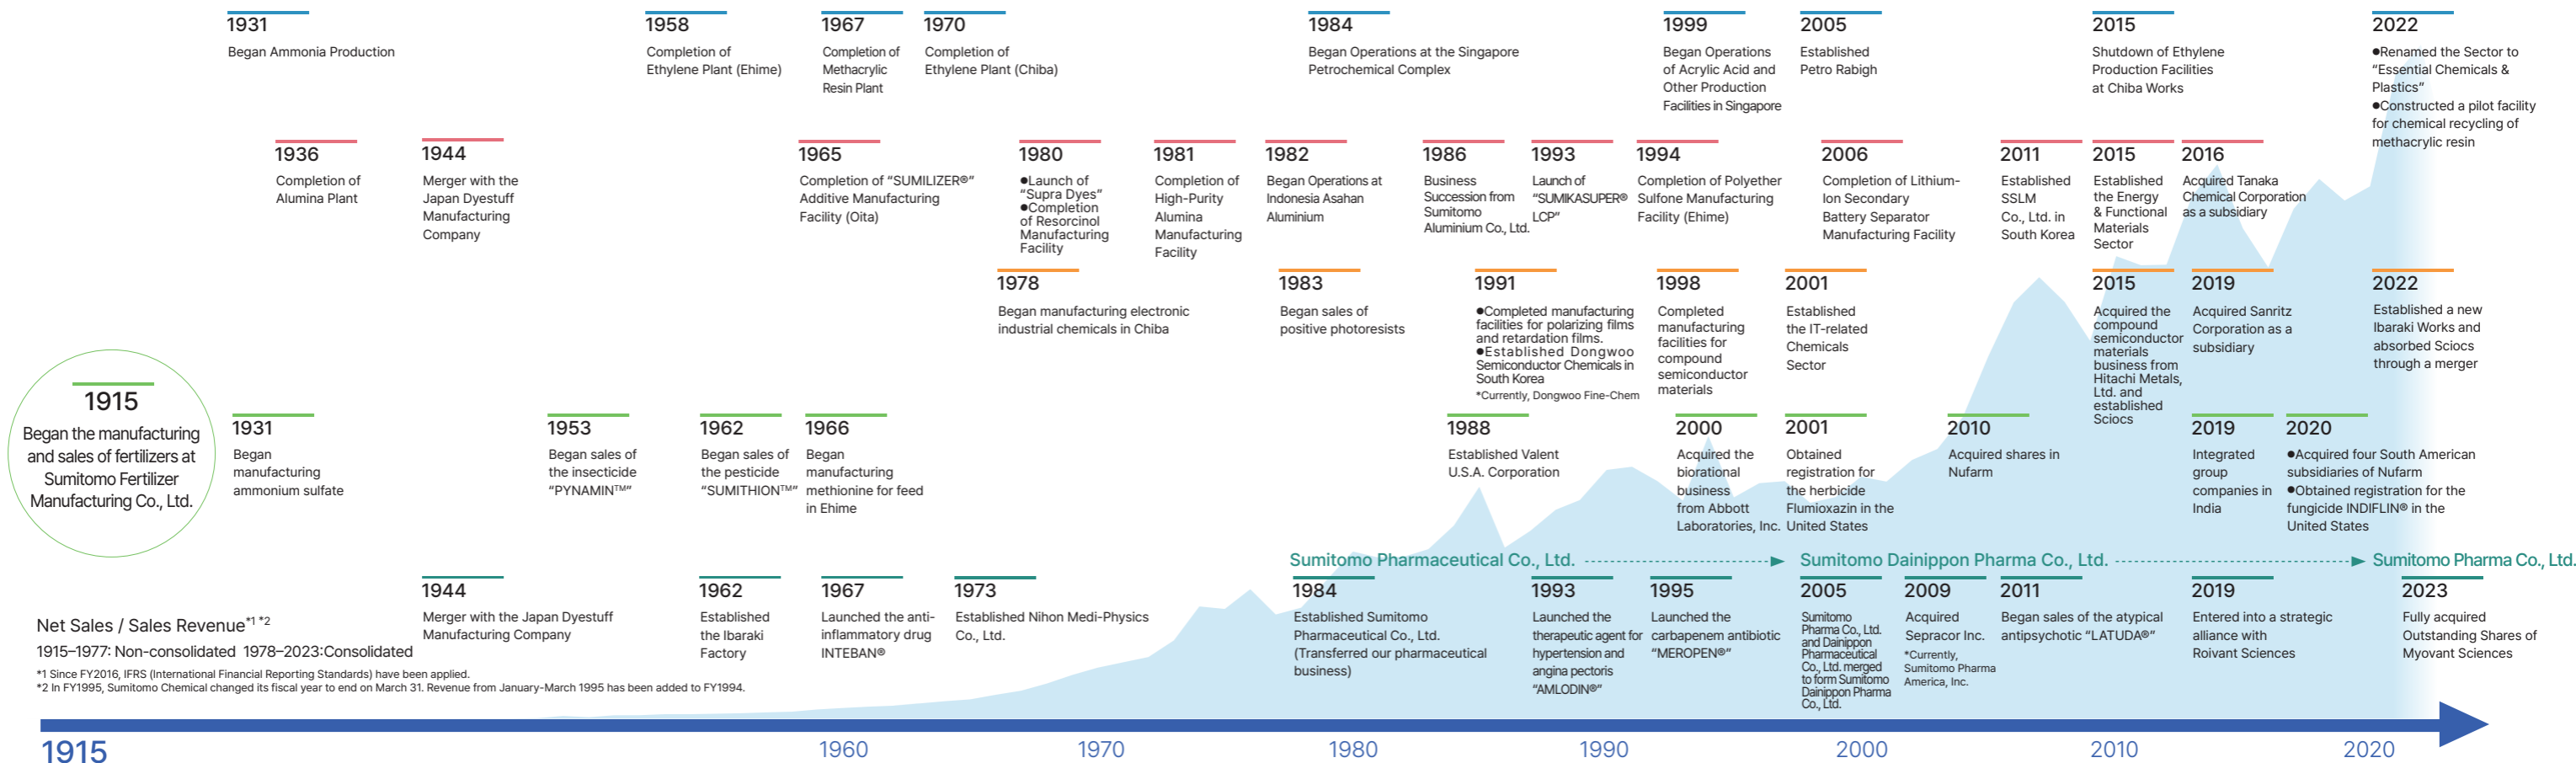 1931
Began Ammonia Production
1958
Completion of
Ethylene Plant (Ehime)
1967
Completion of
Methacrylic
Resin Plant
1970
Completion of
Ethylene Plant (Chiba)
1984
Began Operations at the Singapore
Petrochemical Complex
1999
Began Operations
of Acrylic Acid and
Other Production
Facilities in Singapore
2005
Established
Petro Rabigh
2015
Shutdown of Ethylene
Production Facilities
at Chiba Works
2022
●Renamed the Sector to
“Essential Chemicals &
Plastics”
●Constructed a pilot facility
for chemical recycling of
methacrylic resin
1936
Completion of
Alumina Plant
1944
Merger with the
Japan Dyestuff
Manufacturing
Company
1965
Completion of “SUMILIZER®”
Additive Manufacturing
Facility (Oita)
1980
●Launch of
“Supra Dyes”
●Completion
of Resorcinol
Manufacturing
Facility
1981
Completion of
High-Purity
Alumina
Manufacturing
Facility
1982
Began Operations at
Indonesia Asahan
Aluminium
1986
Business
Succession from
Sumitomo
Aluminium Co., Ltd.
1993
Launch of
“SUMIKASUPER®
LCP”
1994
Completion of Polyether
Sulfone Manufacturing
Facility (Ehime)
2006
Completion of Lithium-
Ion Secondary
Battery Separator
Manufacturing Facility
2011
Established
SSLM
Co., Ltd. in
South Korea
2015
Established
the Energy
& Functional
Materials
Sector
2016
Acquired Tanaka
Chemical Corporation
as a subsidiary
1978
Began manufacturing electronic
industrial chemicals in Chiba
1983
Began sales of
positive photoresists
1991
●Completed manufacturing
facilities for polarizing films
and retardation films.
●Established Dongwoo
Semiconductor Chemicals in
South Korea
*Currently, Dongwoo Fine-Chem
1998
Completed
manufacturing
facilities for
compound
semiconductor
materials
2001
Established
the IT-related
Chemicals
Sector
2015
Acquired the
compound
semiconductor
materials
business from
Hitachi Metals,
Ltd. and
established
Sciocs
2019
Acquired Sanritz
Corporation as a
subsidiary
2022
Established a new
Ibaraki Works and
absorbed Sciocs
through a merger
1915
Began the manufacturing
and sales of fertilizers at
Sumitomo Fertilizer
Manufacturing Co., Ltd.
1931
Began
manufacturing
ammonium sulfate
1953
Began sales of
the insecticide
“PYNAMIN™”
1962
Began sales of
the pesticide
“SUMITHION™”
1966
Began
manufacturing
methionine for feed
in Ehime
1988
Established Valent
U.S.A. Corporation
2000
Acquired the
biorational
business
from Abbott
Laboratories, Inc.
2001
Obtained
registration for
the herbicide
Flumioxazin in the
United States
2010
Acquired shares in
Nufarm
2019
Integrated
group
companies in
India
2020
●Acquired four South American
subsidiaries of Nufarm
●Obtained registration for the
fungicide INDIFLIN® in the
United States
Sumitomo Pharmaceutical Co., Ltd.
Sumitomo Dainippon Pharma Co., Ltd.
Sumitomo Pharma Co., Ltd.
1944
Merger with the Japan Dyestuff
Manufacturing Company
1962
Established
the Ibaraki
Factory
1967
Launched the anti-
inflammatory drug
INTEBAN®
1973
Established Nihon Medi-Physics
Co., Ltd.
1984
Established Sumitomo
Pharmaceutical Co., Ltd.
(Transferred our pharmaceutical
business)
1993
Launched the
therapeutic agent for
hypertension and
angina pectoris
“AMLODIN®”
1995
Launched the
carbapenem antibiotic
“MEROPEN®”
2005
Sumitomo
Pharma Co., Ltd.
and Dainippon
Pharmaceutical
Co., Ltd. merged
to form Sumitomo
Dainippon Pharma
Co., Ltd.
2009
Acquired
Sepracor Inc.
*Currently,
Sumitomo Pharma
America, Inc.
2011
Began sales of the atypical
antipsychotic “LATUDA®”
2019
Entered into a strategic
alliance with
Roivant Sciences
2023
Fully acquired
Outstanding Shares of
Myovant Sciences
Net Sales / Sales Revenue*1 *2
1915–1977: Non-consolidated 1978–2023:Consolidated
*1 Since FY2016, IFRS (International Financial Reporting Standards) have been applied.
*2 In FY1995, Sumitomo Chemical changed its fiscal year to end on March 31. Revenue from January-March 1995 has been added to FY1994.
1915
1960
1970
1980
1990
2000
2010
2020